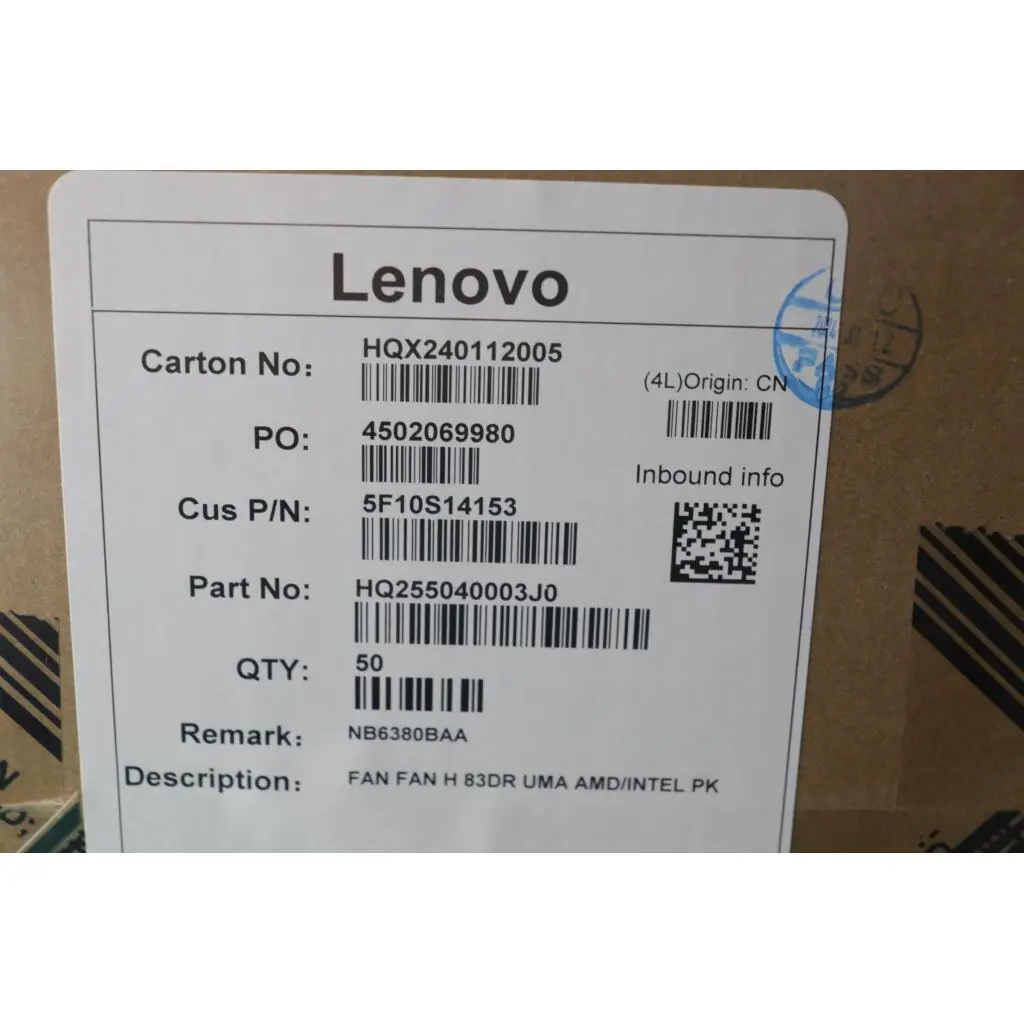 Lenovo
Carton No: HQX240112005
(4L)Origin: CN
PO: 4502069980
Inbound info
Cus P/N: 5F10S14153
Part No: HQ255040003J0
QTY: 50
Remark: NB6380BAA
Description: FAN FAN H 83DR UMA AMD/INTEL PK